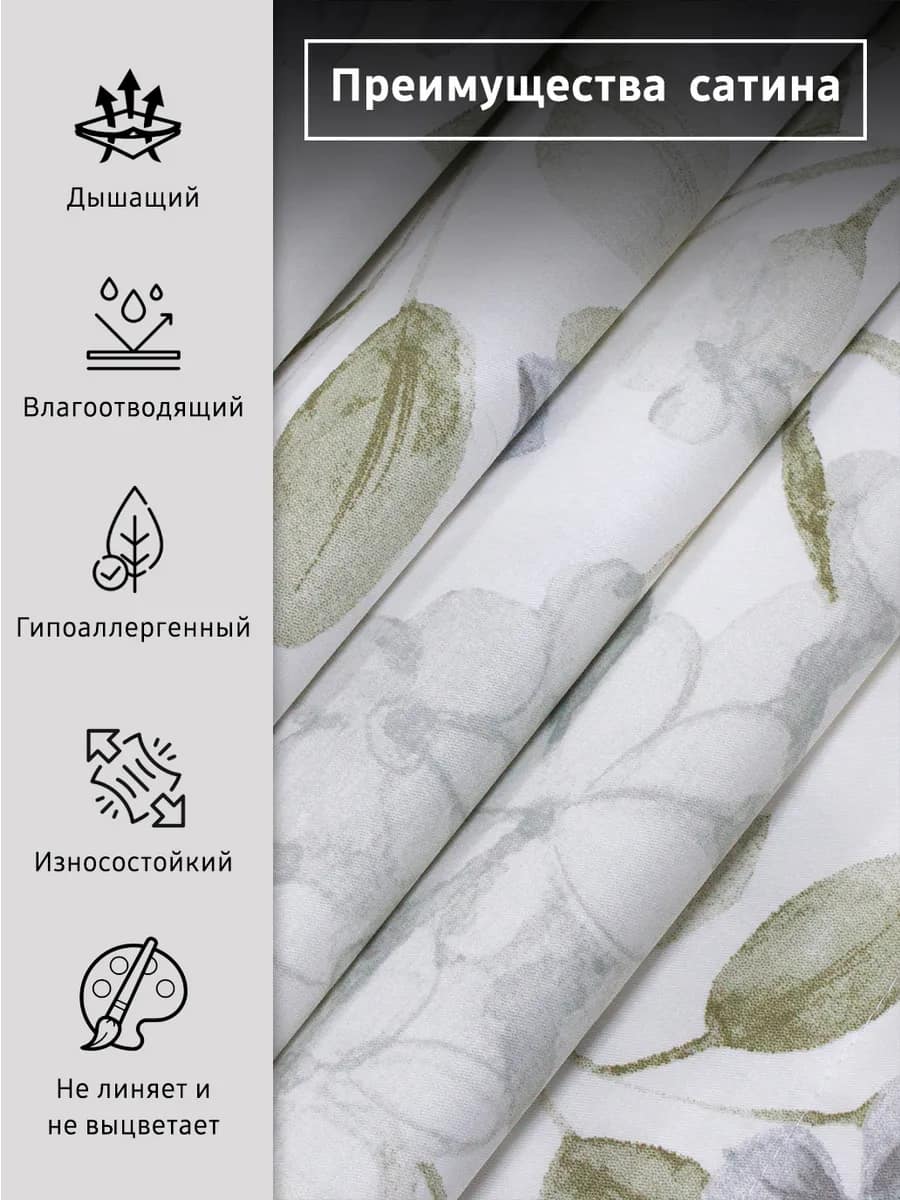 Преимущества сатина
Дышащий
Влагоотводящий
Гипоаллергенный
Износостойкий
Не линяет и
не выцветает